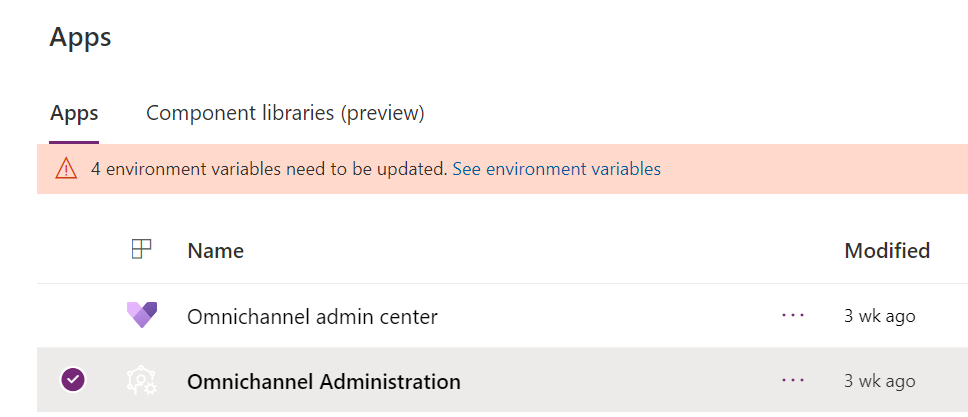 Apps
Apps Component libraries (preview)
4 environment variables need to be updated. See environment variables
Name Modified
Omnichannel admin center ··· 3 wk ago
Omnichannel Administration ··· 3 wk ago